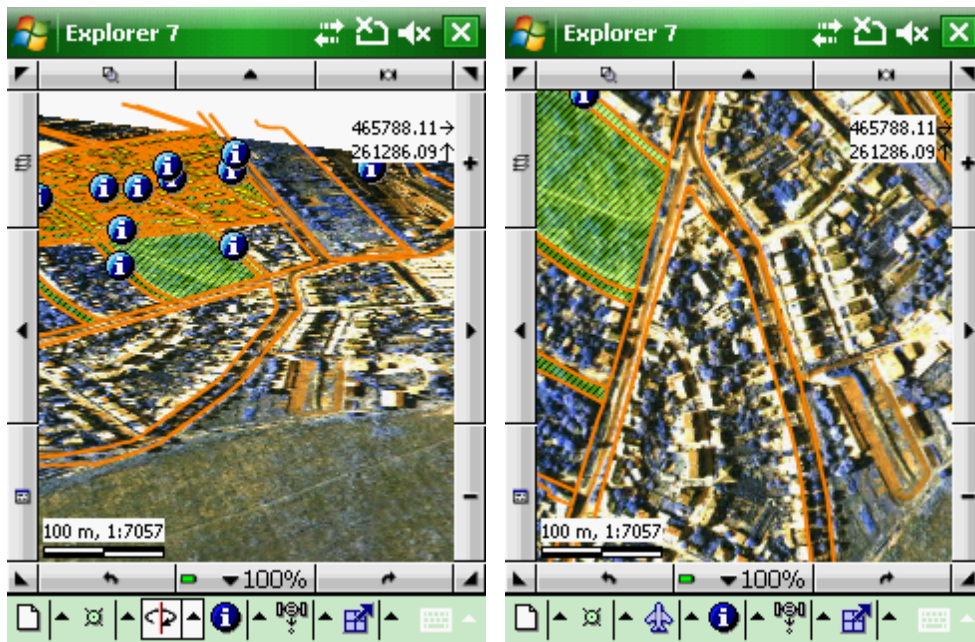 Explorer 7
465788.11→
261286.09↑
100 m, 1:7057
100%
Explorer 7
465788.11→
261286.09↑
100 m, 1:7057
100%